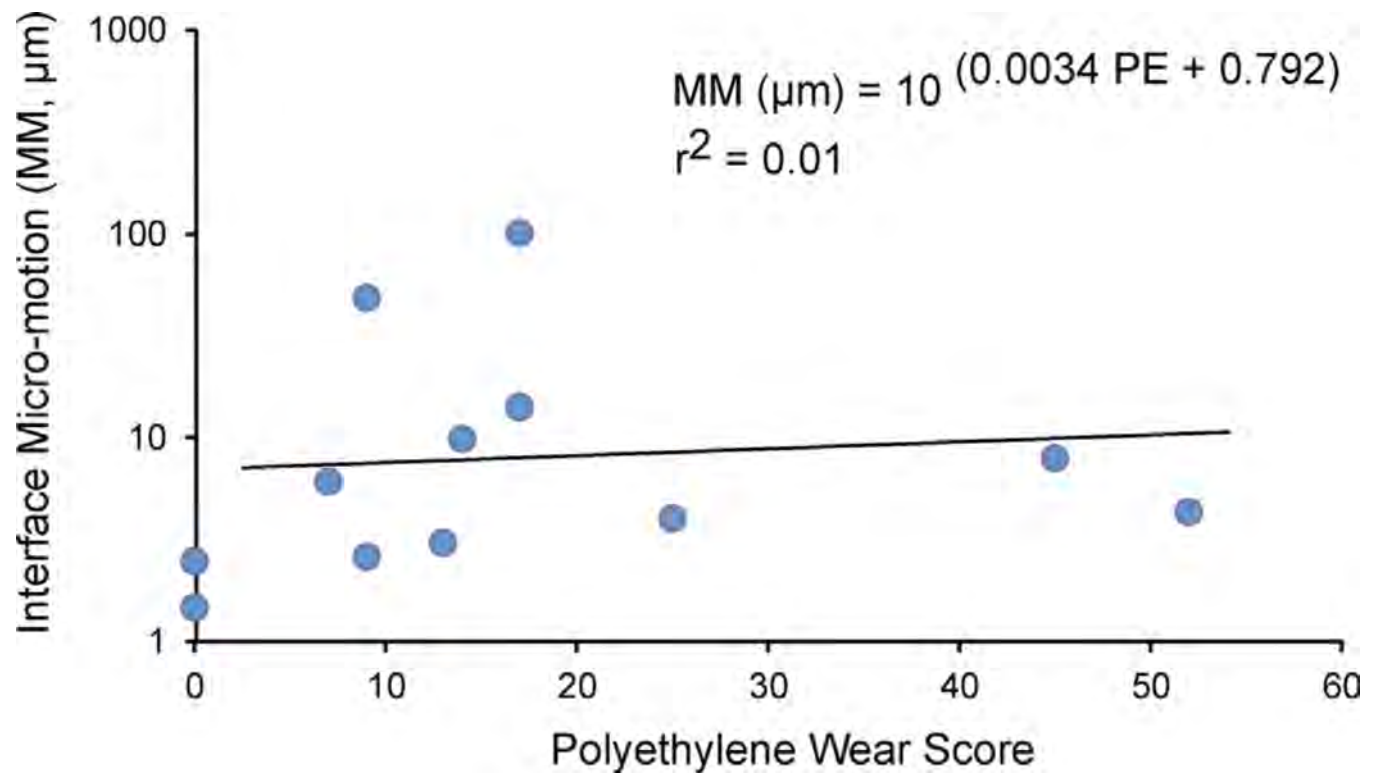 Interface Micro-motion (MM, µm)
1000
100
10
1
MM (µm) = 10 (0.0034 PE + 0.792)
r2 = 0.01
0 10 20 30 40 50 60
Polyethylene Wear Score